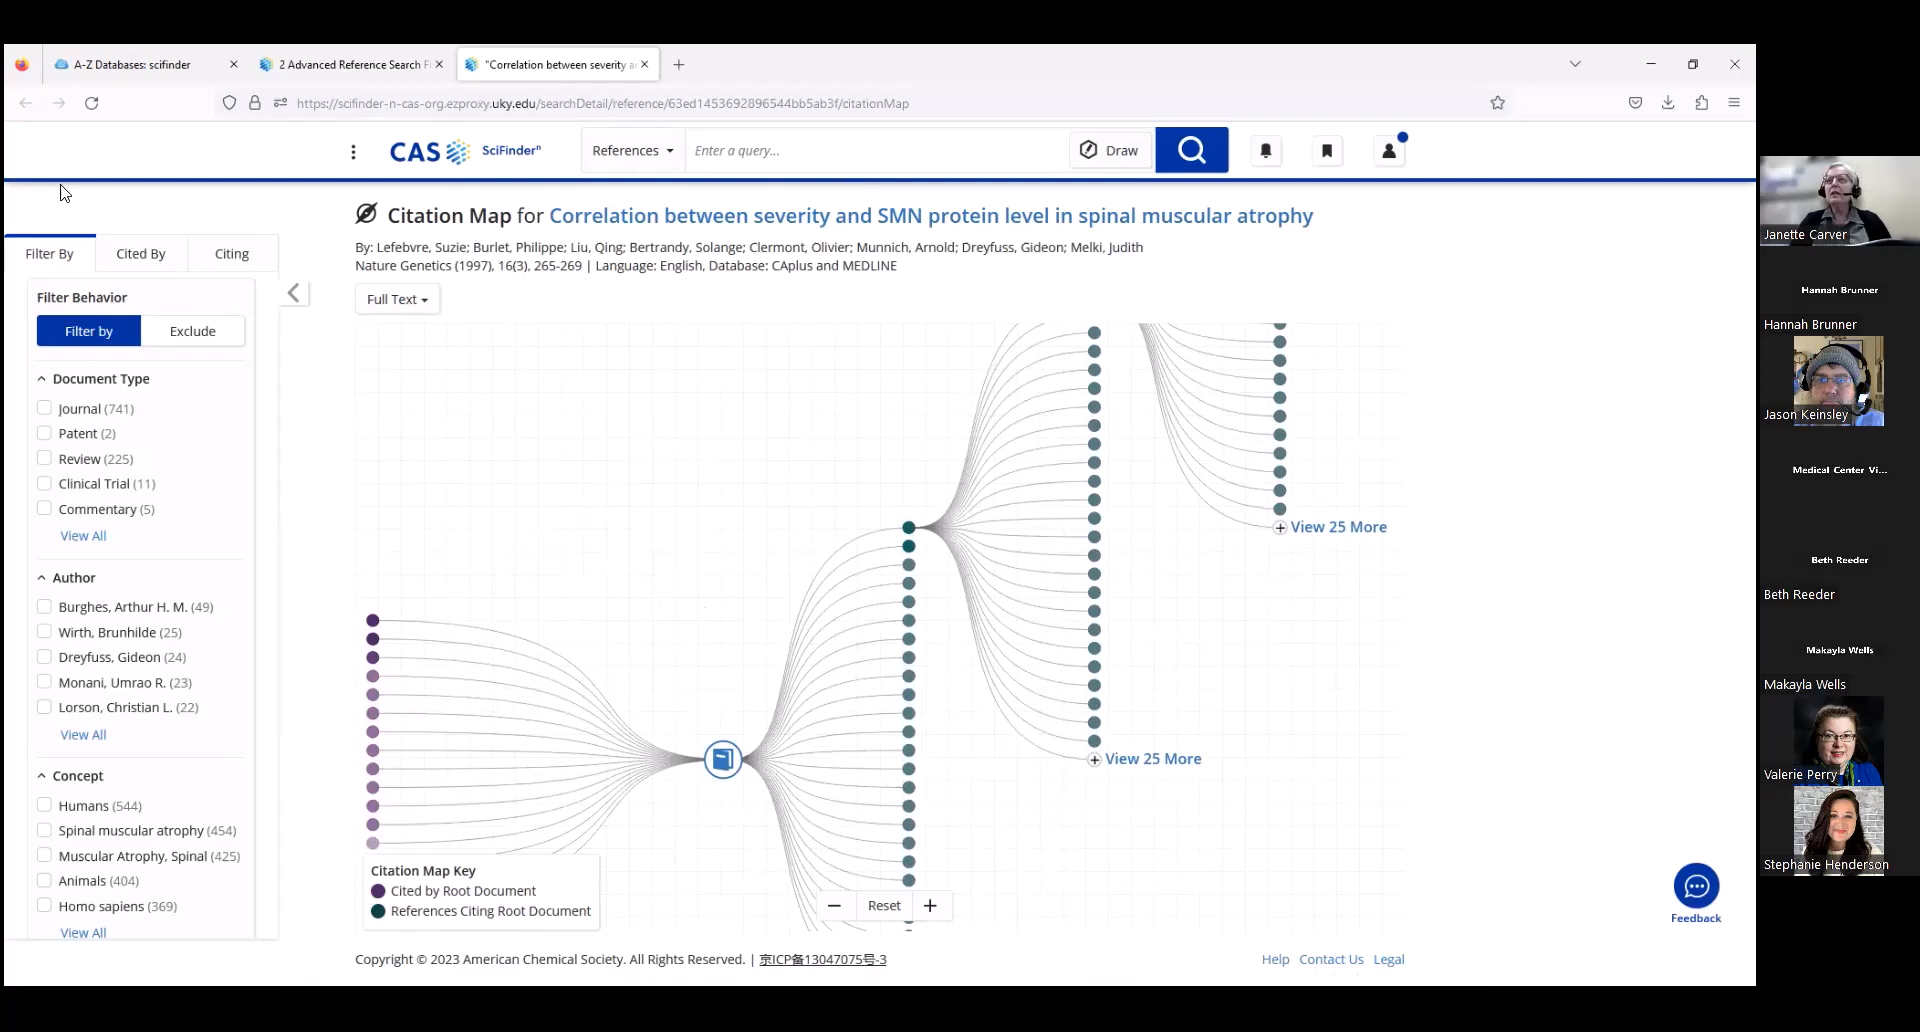 A-Z Databases: scifinder
2 Advanced Reference Search F
"Correlation between severity a
https://scifinder-n-cas-org.ezproxy.uky.edu/searchDetail/reference/63ed1453692896544bb5ab3f/citationMap
CAS SciFinderⁿ
References
Enter a query...
Draw
Citation Map for Correlation between severity and SMN protein level in spinal muscular atrophy
By: Lefebvre, Suzie; Burlet, Philippe; Liu, Qing; Bertrandy, Solange; Clermont, Olivier; Munnich, Arnold; Dreyfuss, Gideon; Melki, Judith
Nature Genetics (1997), 16(3), 265-269 | Language: English, Database: CAplus and MEDLINE
Full Text
Filter By
Cited By
Citing
Filter Behavior
Filter by
Exclude
Document Type
Journal (741)
Patent (2)
Review (225)
Clinical Trial (11)
Commentary (5)
View All
Author
Burghes, Arthur H. M. (49)
Wirth, Brunhilde (25)
Dreyfuss, Gideon (24)
Monani, Umrao R. (23)
Lorson, Christian L. (22)
View All
Concept
Humans (544)
Spinal muscular atrophy (454)
Muscular Atrophy, Spinal (425)
Animals (404)
Homo sapiens (369)
View All
View 25 More
View 25 More
Citation Map Key
Cited by Root Document
References Citing Root Document
Reset
Feedback
Copyright © 2023 American Chemical Society. All Rights Reserved. | 京ICP备13047075号-3
Help
Contact Us
Legal
Janette Carver
Hannah Brunner
Hannah Brunner
Jason Keinsley
Medical Center Vi...
Beth Reeder
Beth Reeder
Makayla Wells
Makayla Wells
Valerie Perry
Stephanie Henderson